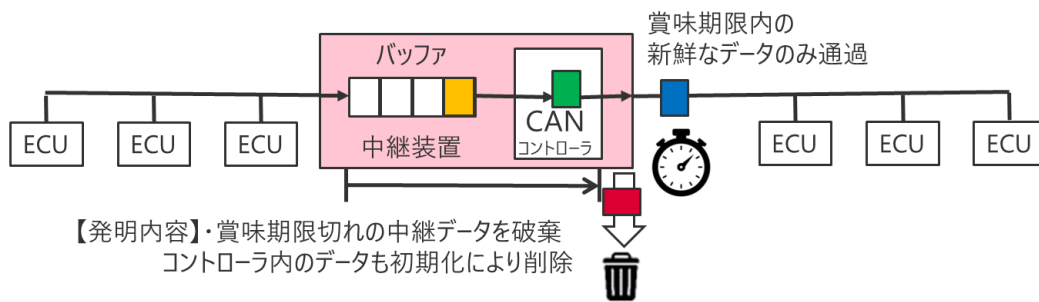 賞味期限内の
新鮮なデータのみ通過
バッファ
CAN
コントローラ
中継装置
ECU
ECU
ECU
ECU
ECU
ECU
【発明内容】・賞味期限切れの中継データを破棄
コントローラ内のデータも初期化により削除